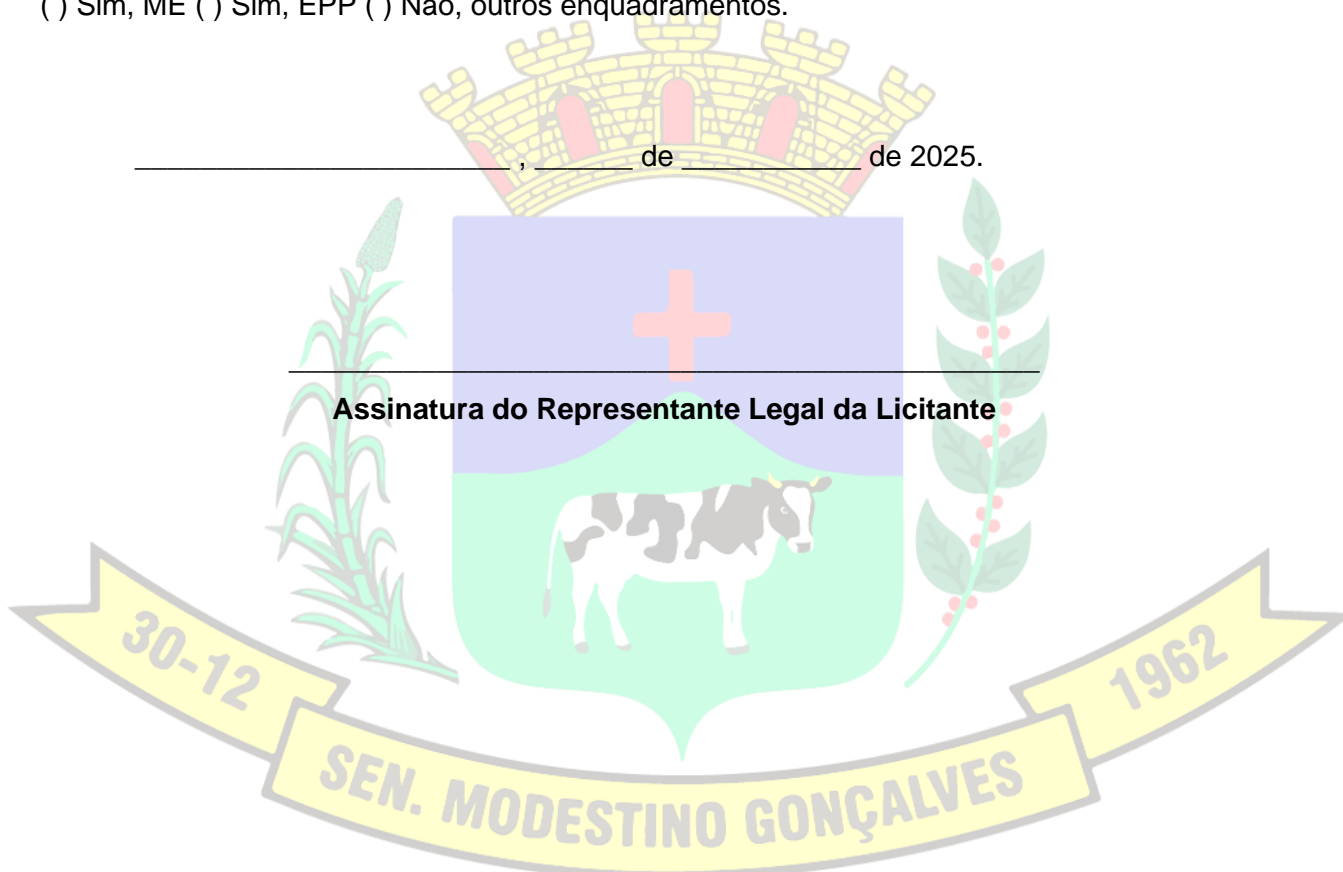 ( ) Sim, ME ( ) Sim, EPP ( ) Não, outros enquadramentos.
_______________________ , ______ de ___________ de 2025.
______________________________________________
Assinatura do Representante Legal da Licitante
30-12
1962
SEN. MODESTINO GONÇALVES